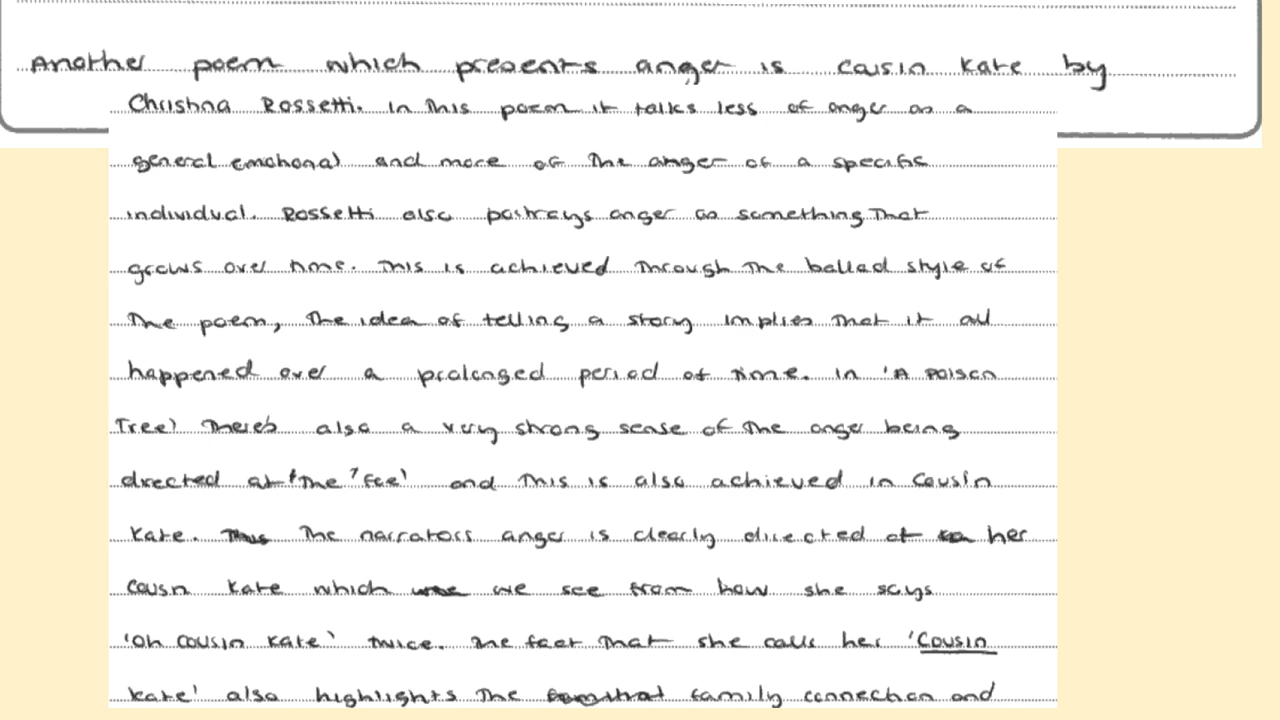 Another poem which presents anger is cousin kate by
Christina Rossetti. In this poem it talks less of anger as a
general emotional and more of the anger of a specific
individual. Rossetti also portrays anger as something that
grows over time. This is achieved through the ballad style of
the poem, the idea of telling a story implies that it all
happened over a prolonged period of time. In 'A Poison
Tree' there's also a very strong sense of the anger being
directed at 'the 'foe' and this is also achieved in Cousin
Kate. The narrators anger is clearly directed at her
cousn Kate which we see from how she says
'Oh cousin Kate' twice. The fact that she calls her 'Cousin
Kate' also highlights the family connection and